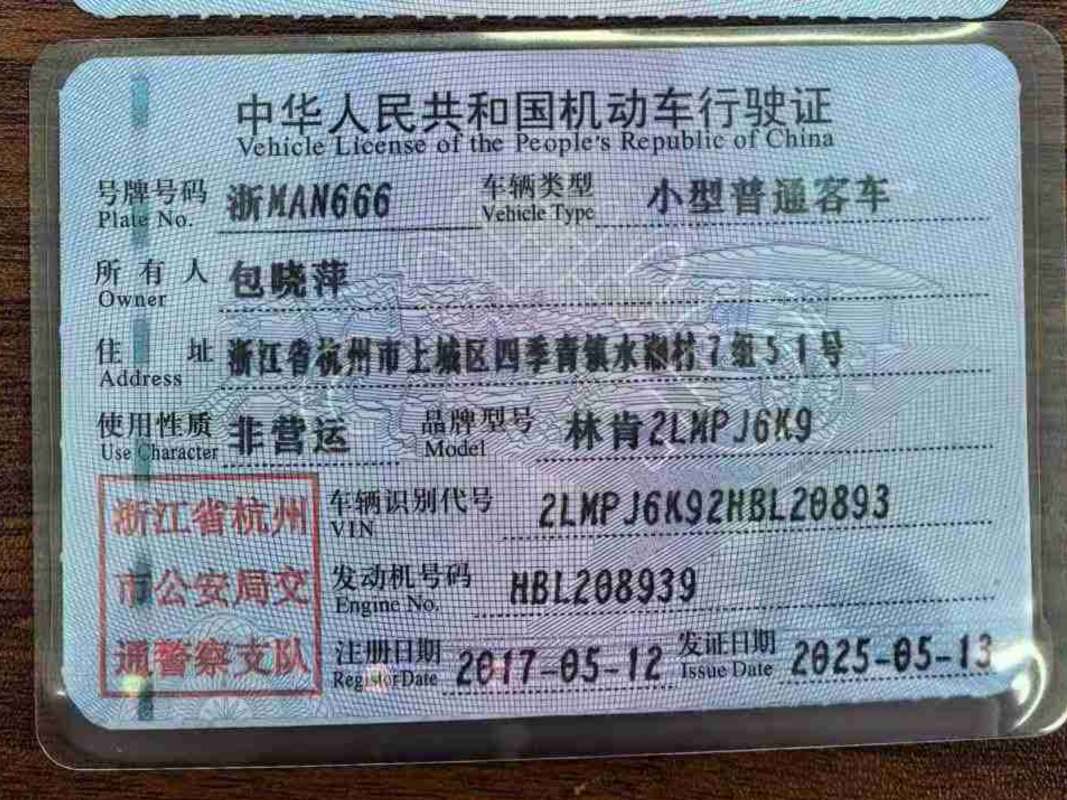 中华人民共和国机动车行驶证
Vehicle License of the People's Republic of China
号牌号码 浙MAN666 车辆类型 小型普通客车
Plate No. Vehicle Type
所有人 包晓萍
Owner
住址 浙江省杭州市上城区四季青镇水湘村7组51号
Address
使用性质 非营运 品牌型号 林肯2LMPJ6K9
Use Character Model
浙江省杭州 车辆识别代号 2LMPJ6K92HBL20893
VIN
市公安局交 发动机号码 HBL208939
Engine No.
通警察支队 注册日期 2017-05-12 发证日期 2025-05-13
Register Date Issue Date